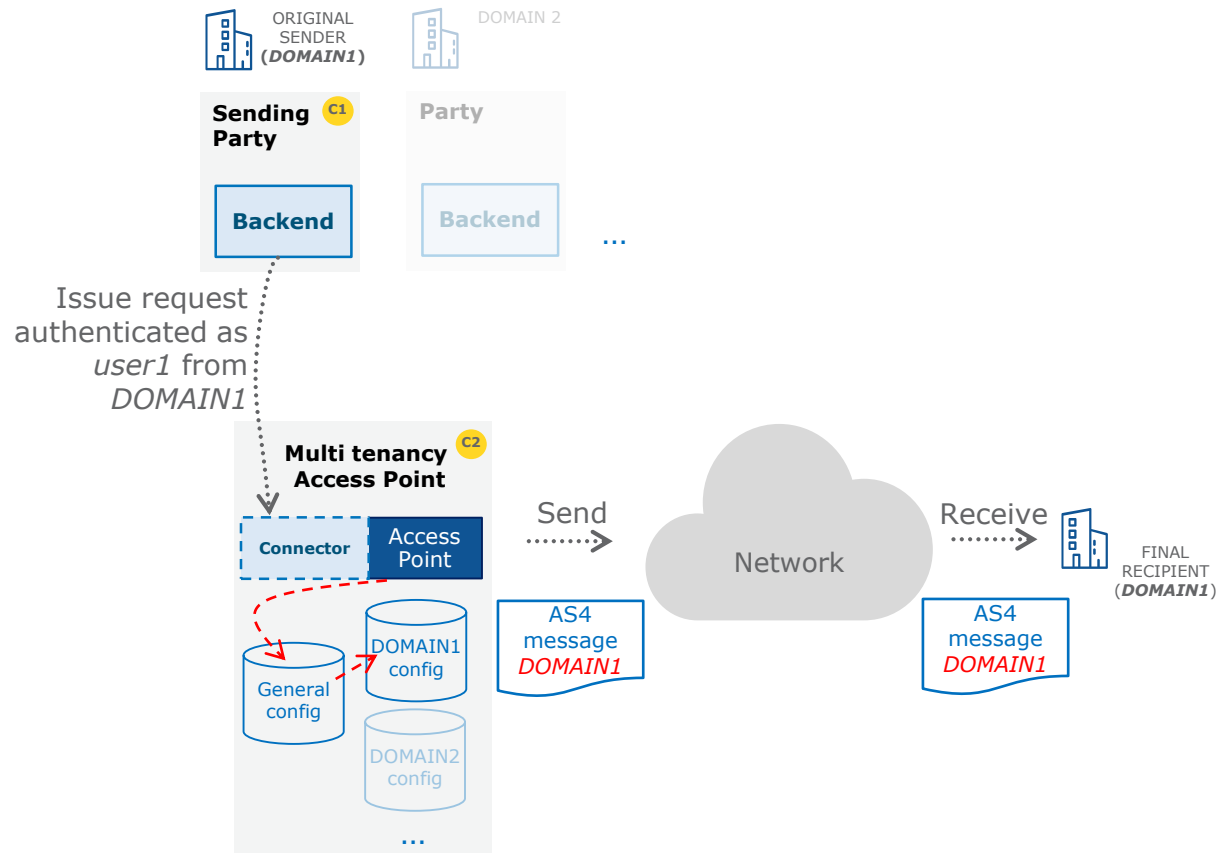 ORIGINAL
SENDER
(DOMAIN1)
DOMAIN 2
Sending
Party
C1
Party
Backend
Backend
...
Issue request
authenticated as
user1 from
DOMAIN1
Multi tenancy
Access Point
C2
Connector
Access
Point
Send
Network
Receive
FINAL
RECIPIENT
(DOMAIN1)
General
config
DOMAIN1
config
DOMAIN2
config
...
AS4
message
DOMAIN1
AS4
message
DOMAIN1